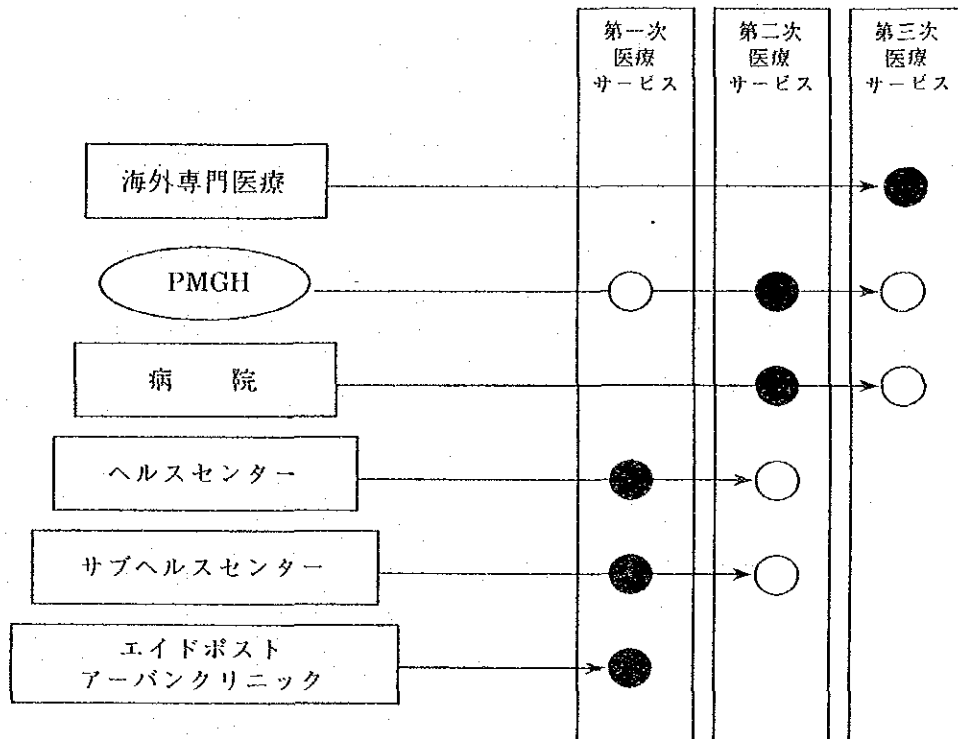 第一次
医療
サービス
第二次
医療
サービス
第三次
医療
サービス
海外専門医療
PMGH
病 院
ヘルスセンター
サブヘルスセンター
エイドポスト
アーバンクリニック